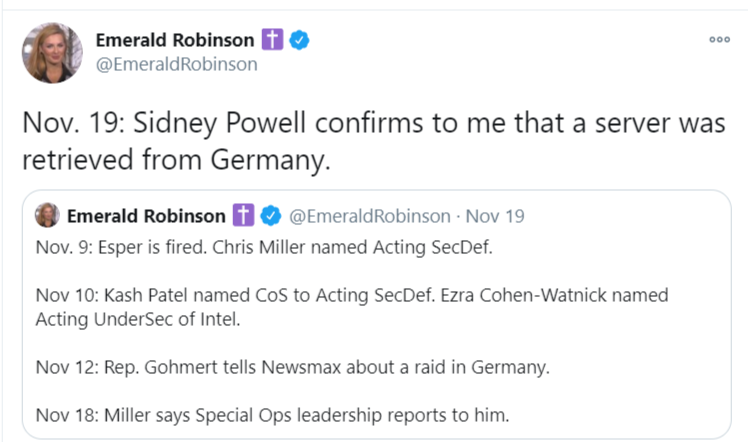 Emerald Robinson ✝️
@EmeraldRobinson
Nov. 19: Sidney Powell confirms to me that a server was
retrieved from Germany.
Emerald Robinson ✝️ @EmeraldRobinson · Nov 19
Nov. 9: Esper is fired. Chris Miller named Acting SecDef.
Nov 10: Kash Patel named CoS to Acting SecDef. Ezra Cohen-Watnick named
Acting UnderSec of Intel.
Nov 12: Rep. Gohmert tells Newsmax about a raid in Germany.
Nov 18: Miller says Special Ops leadership reports to him.